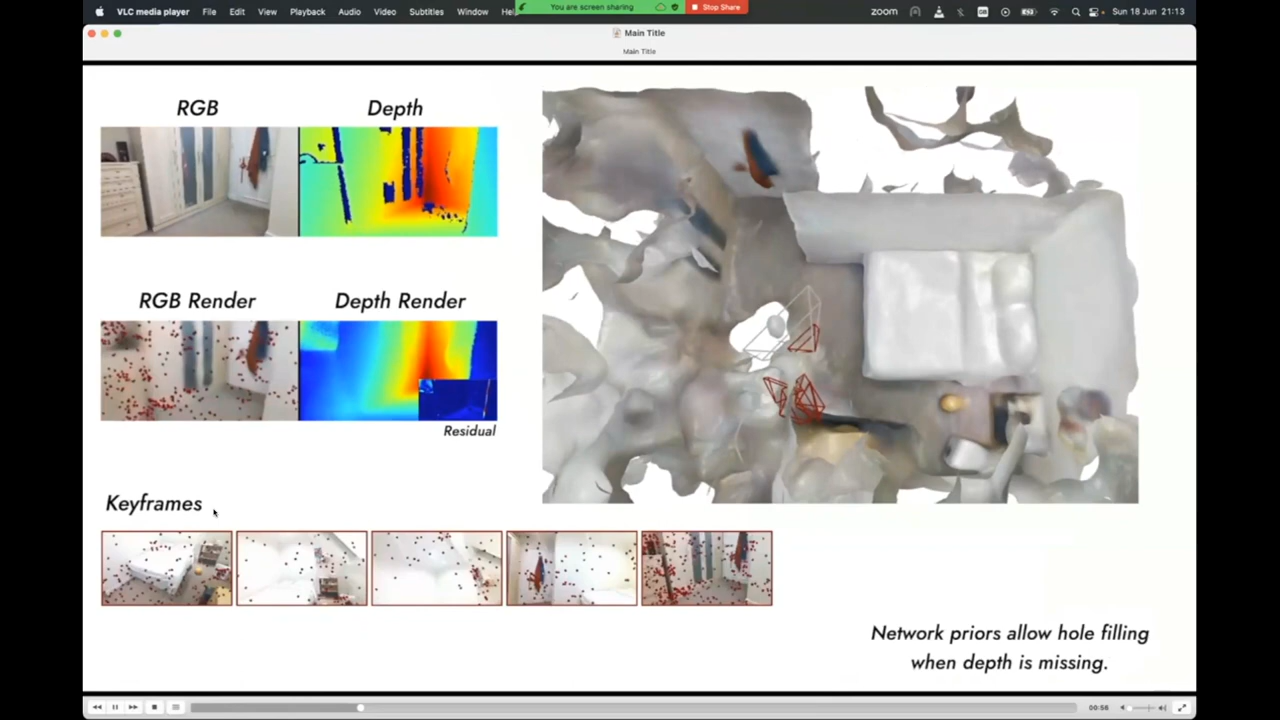 VLC media player File Edit View Playback Audio Video Subtitles Window Help
You are screen sharing
Stop Share
zoom
Sun 18 Jun 21:13
Main Title
Main Title
RGB
Depth
RGB Render
Depth Render
Residual
Keyframes
Network priors allow hole filling
when depth is missing.
00:56